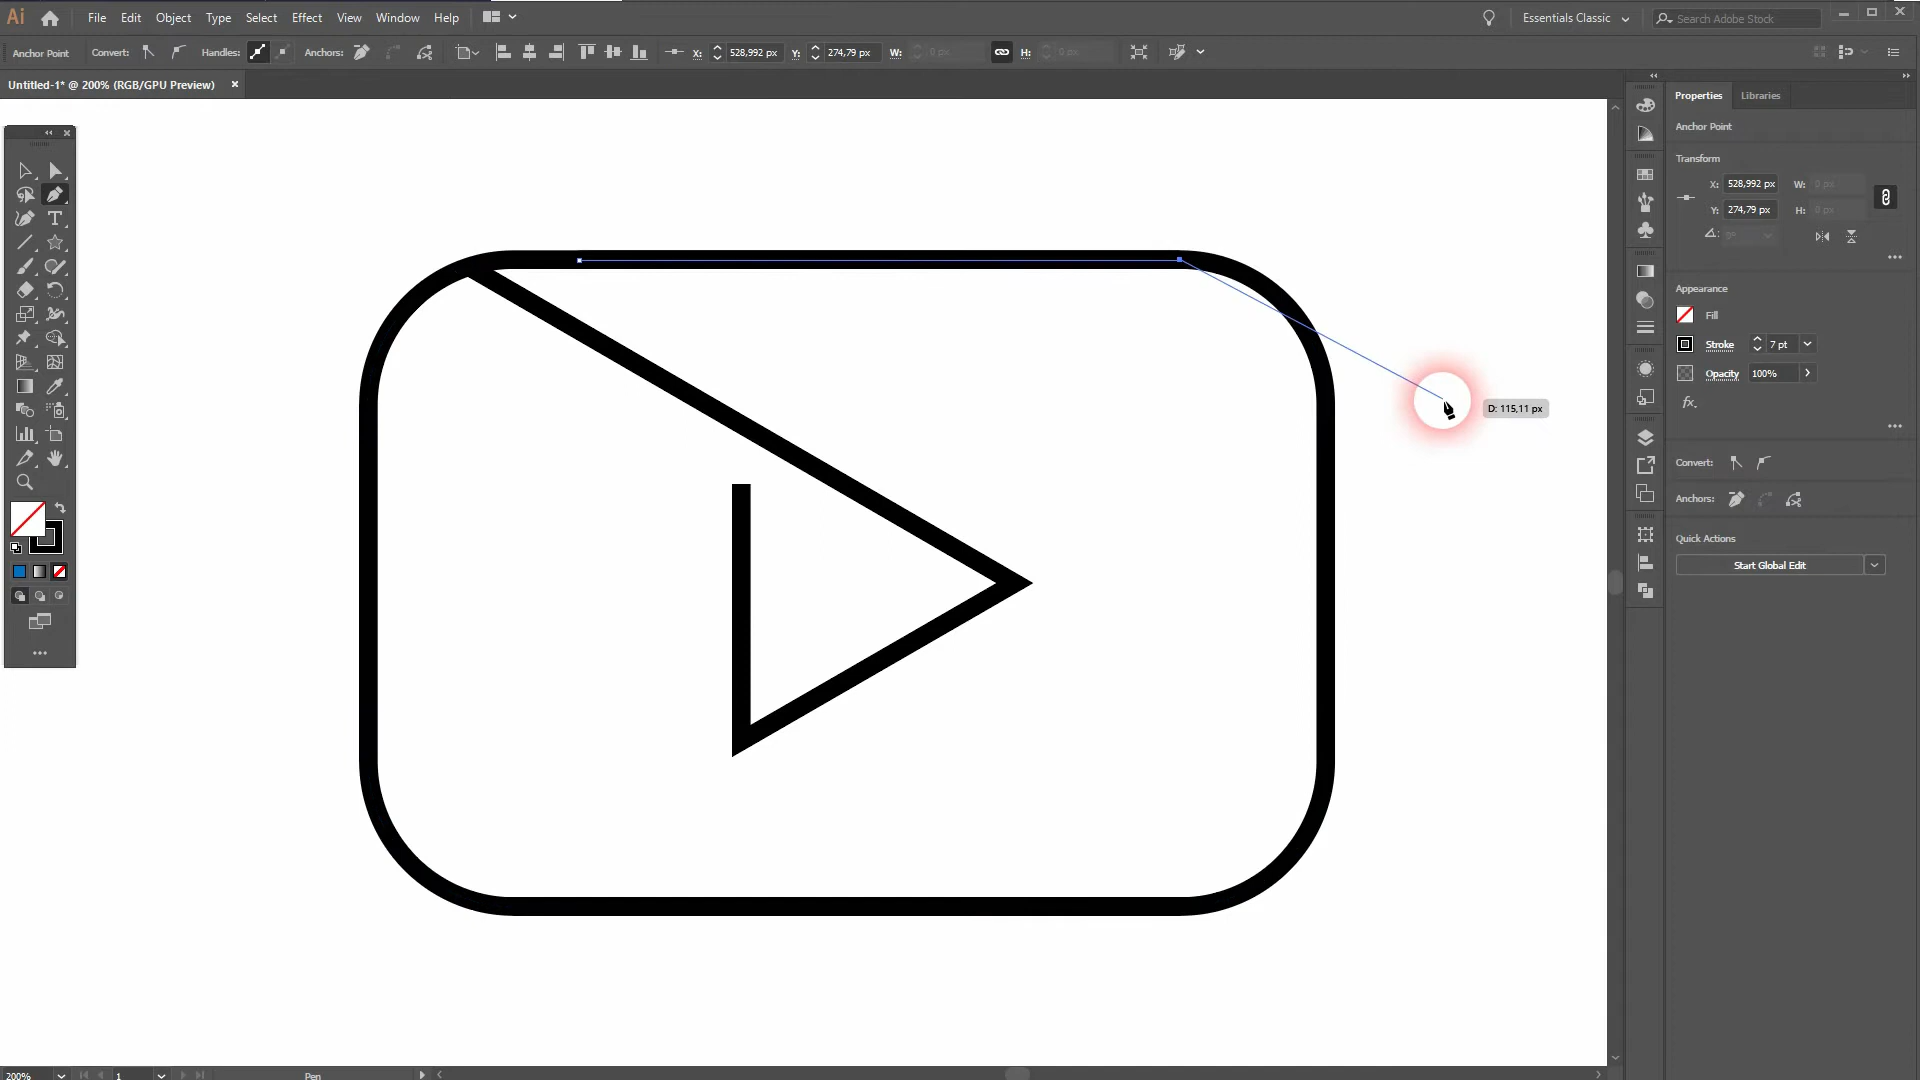 Ai File Edit Object Type Select Effect View Window Help Essentials Classic Search Adobe Stock
Anchor Point Convert: Handles: Anchors: X: 528,992 px Y: 274,79 px W: 0 px H: 0 px
Untitled-1* @ 200% (RGB/GPU Preview)
Properties Libraries
Anchor Point
Transform
X: 528,992 px W: 0 px
Y: 274,79 px H: 0 px
0°
Appearance
Fill
Stroke 7 pt
Opacity 100%
fx
D: 115,11 px
Convert:
Anchors:
Quick Actions
Start Global Edit
200% 1 Pen